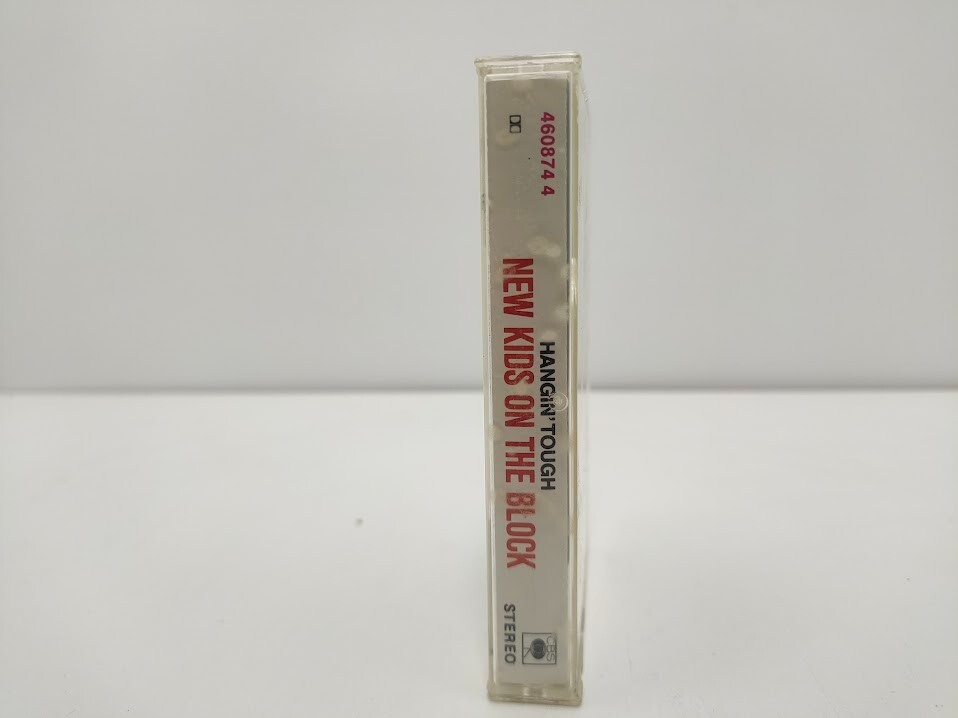 460874 4
HANGIN' TOUGH
NEW KIDS ON THE BLOCK
CBS
STEREO